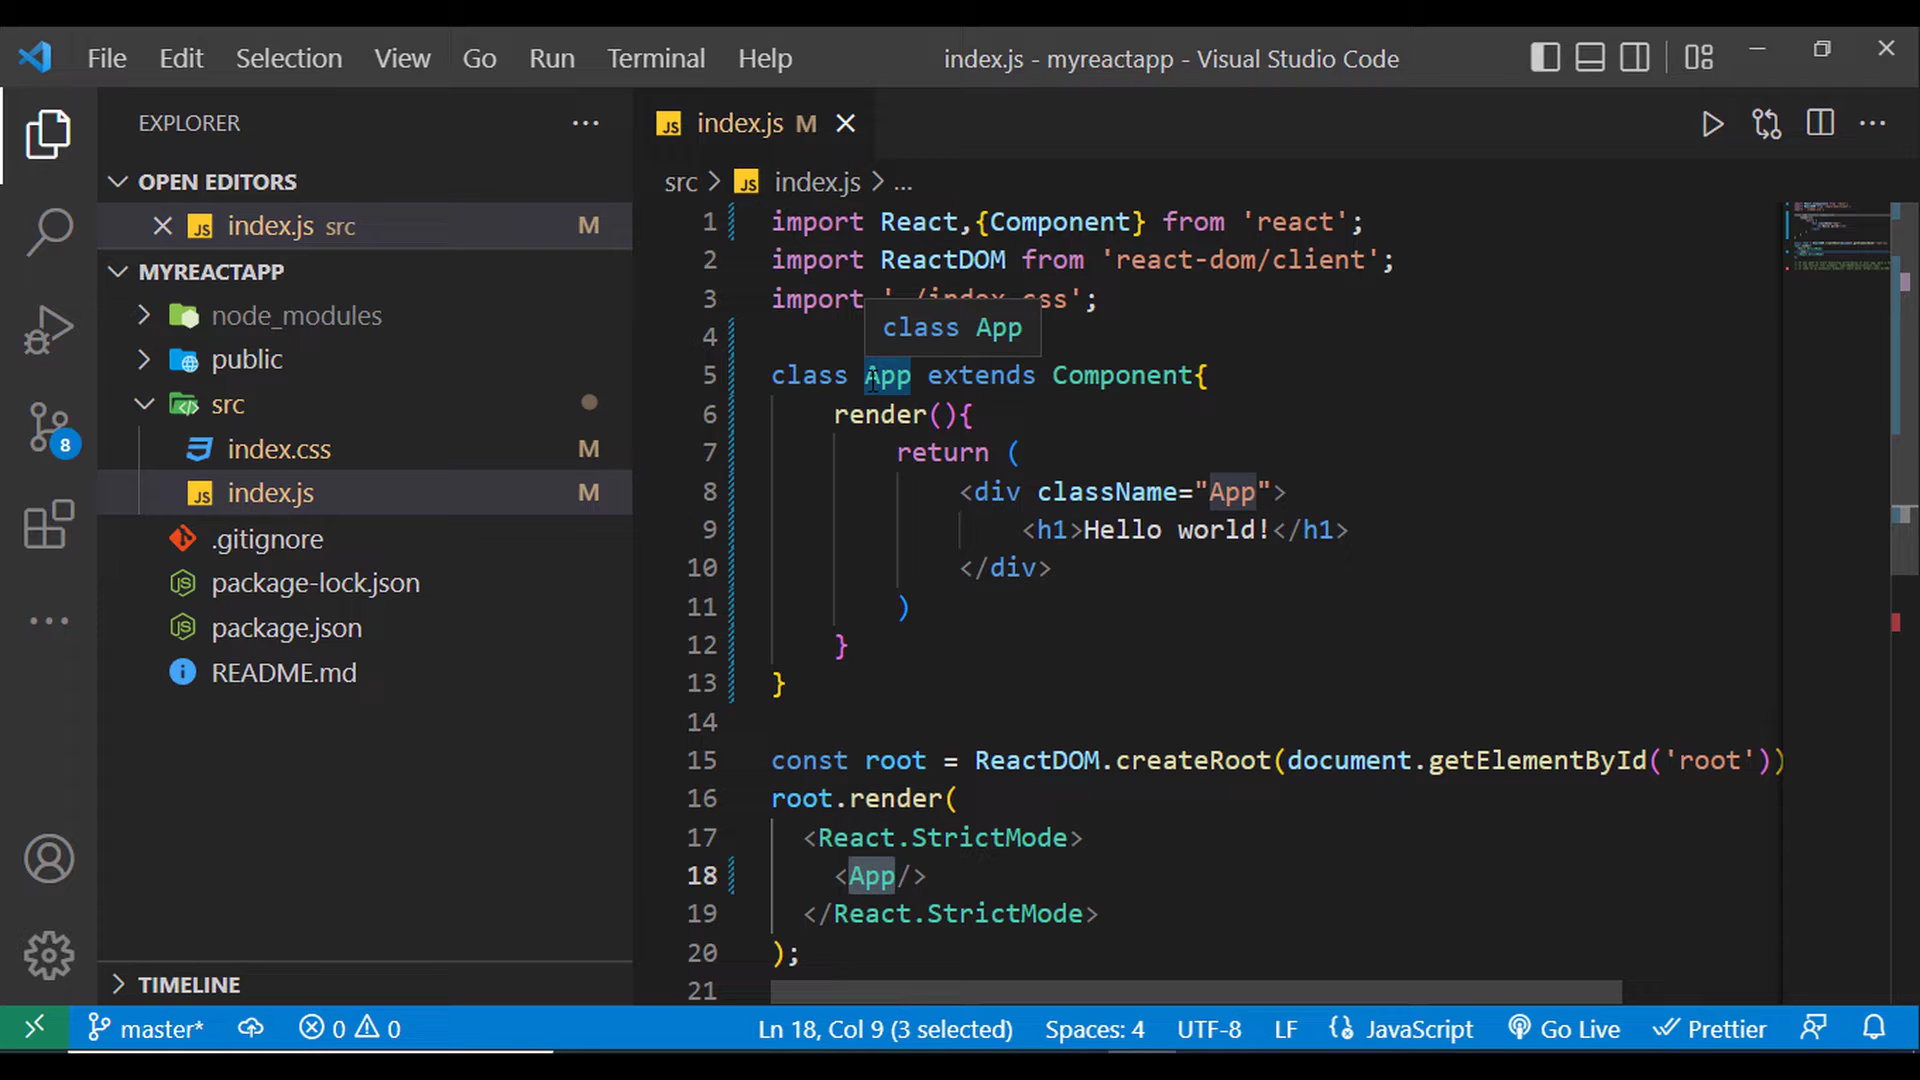 File Edit Selection View Go Run Terminal Help index.js - myreactapp - Visual Studio Code
EXPLORER
OPEN EDITORS
index.js src M
MYREACTAPP
node_modules
public
src
index.css M
index.js M
.gitignore
package-lock.json
package.json
README.md
TIMELINE
8
JS index.js M
src > JS index.js > ...
1 import React,{Component} from 'react';
2 import ReactDOM from 'react-dom/client';
3 import './index.css';
class App
4
5 class App extends Component{
6 render(){
7 return (
8 <div className="App">
9 <h1>Hello world!</h1>
10 </div>
11 )
12 }
13 }
14
15 const root = ReactDOM.createRoot(document.getElementById('root'))
16 root.render(
17 <React.StrictMode>
18 <App/>
19 </React.StrictMode>
20 );
21
master* 0 0 Ln 18, Col 9 (3 selected) Spaces: 4 UTF-8 LF JavaScript Go Live Prettier